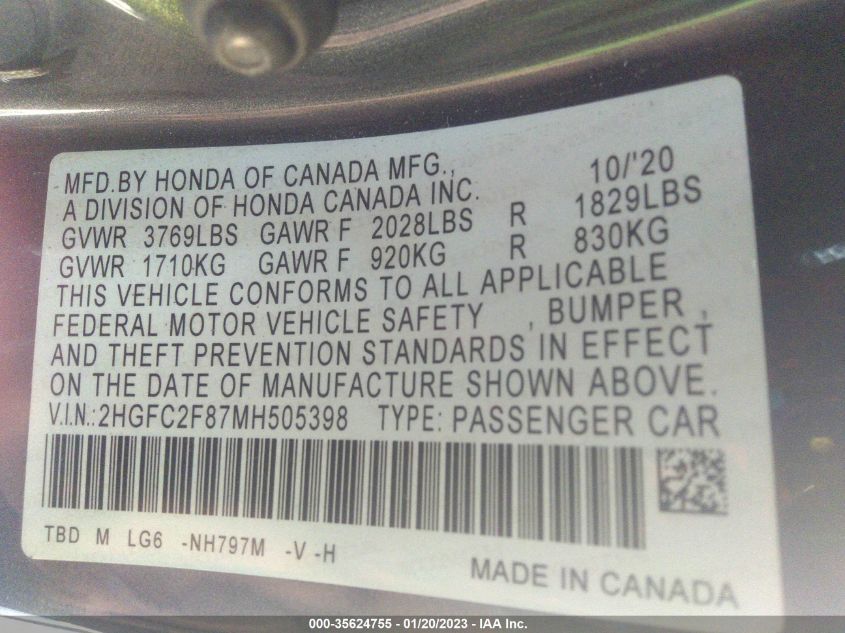 MFD.BY HONDA OF CANADA MFG., 10/'20
A DIVISION OF HONDA CANADA INC.
GVWR 3769LBS GAWR F 2028LBS R 1829LBS
GVWR 1710KG GAWR F 920KG R 830KG
THIS VEHICLE CONFORMS TO ALL APPLICABLE
FEDERAL MOTOR VEHICLE SAFETY , BUMPER ,
AND THEFT PREVENTION STANDARDS IN EFFECT
ON THE DATE OF MANUFACTURE SHOWN ABOVE.
V.I.N.:2HGFC2F87MH505398 TYPE: PASSENGER CAR
TBD M LG6 -NH797M -V -H
MADE IN CANADA
000-35624755 - 01/20/2023 - IAA Inc.